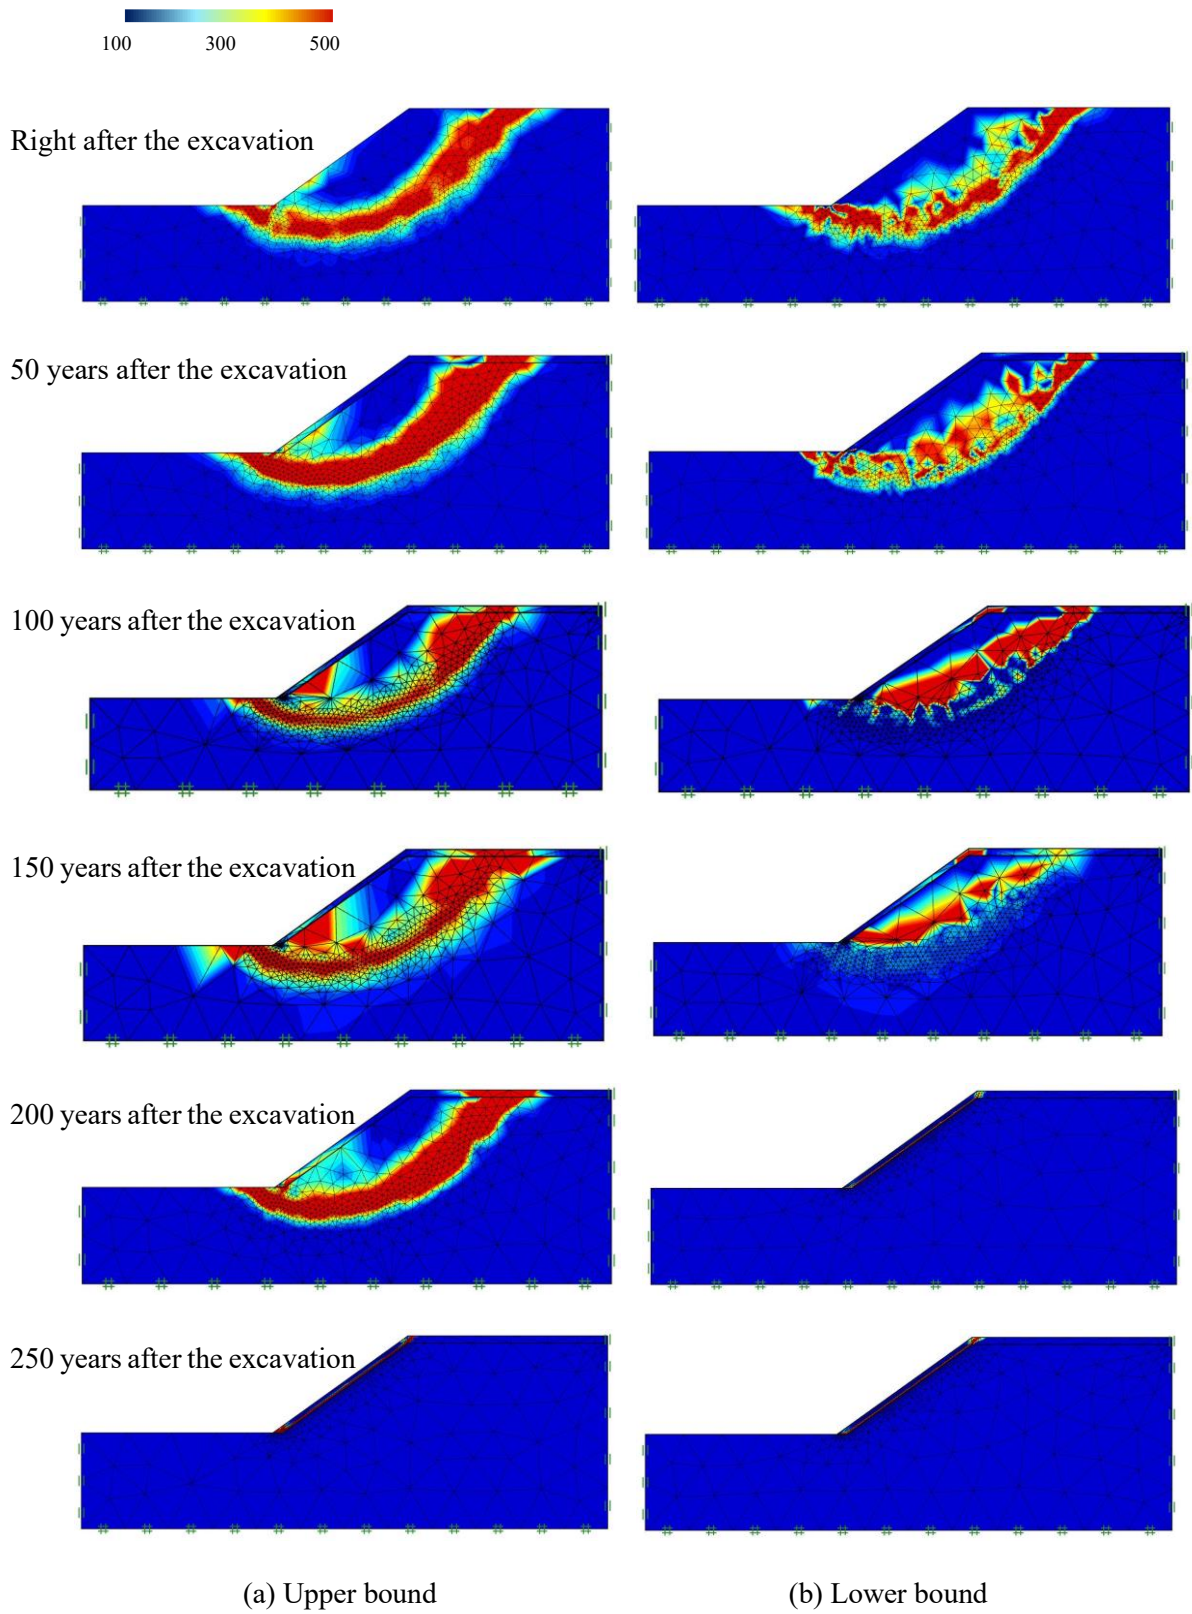 100 300 500
Right after the excavation
50 years after the excavation
100 years after the excavation
150 years after the excavation
200 years after the excavation
250 years after the excavation
(a) Upper bound (b) Lower bound